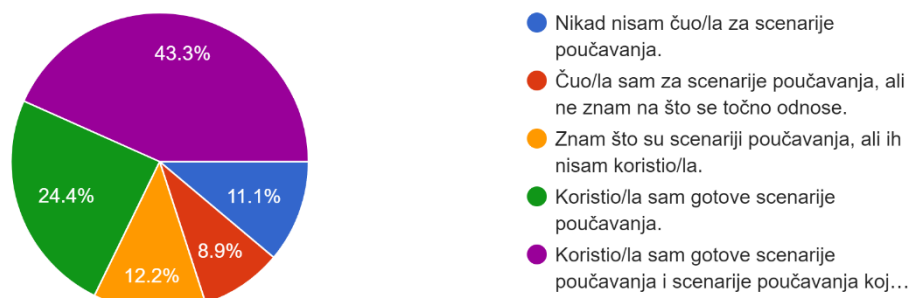 43.3%
24.4%
11.1%
8.9%
12.2%
Nikad nisam čuo/la za scenarije
poučavanja.
Čuo/la sam za scenarije poučavanja, ali
ne znam na što se točno odnose.
Znam što su scenariji poučavanja, ali ih
nisam koristio/la.
Koristio/la sam gotove scenarije
poučavanja.
Koristio/la sam gotove scenarije
poučavanja i scenarije poučavanja koj…